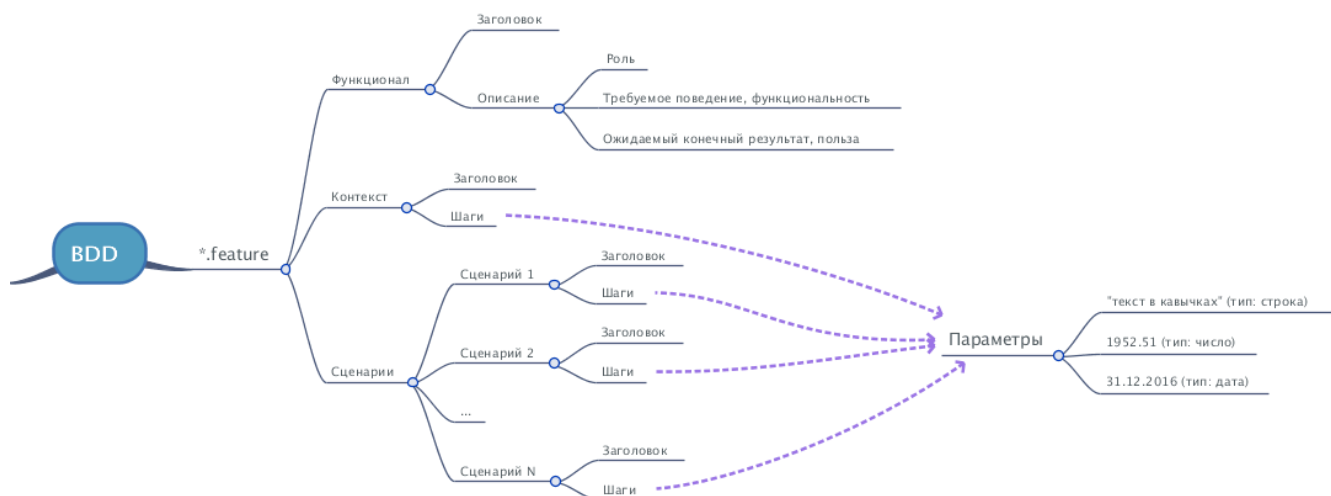 BDD
*.feature
Функционал
Заголовок
Описание
Роль
Требуемое поведение, функциональность
Ожидаемый конечный результат, польза
Контекст
Заголовок
Шаги
Сценарии
Сценарий 1
Заголовок
Шаги
Сценарий 2
Заголовок
Шаги
...
Сценарий N
Заголовок
Шаги
Параметры
"текст в кавычках" (тип: строка)
1952.51 (тип: число)
31.12.2016 (тип: дата)